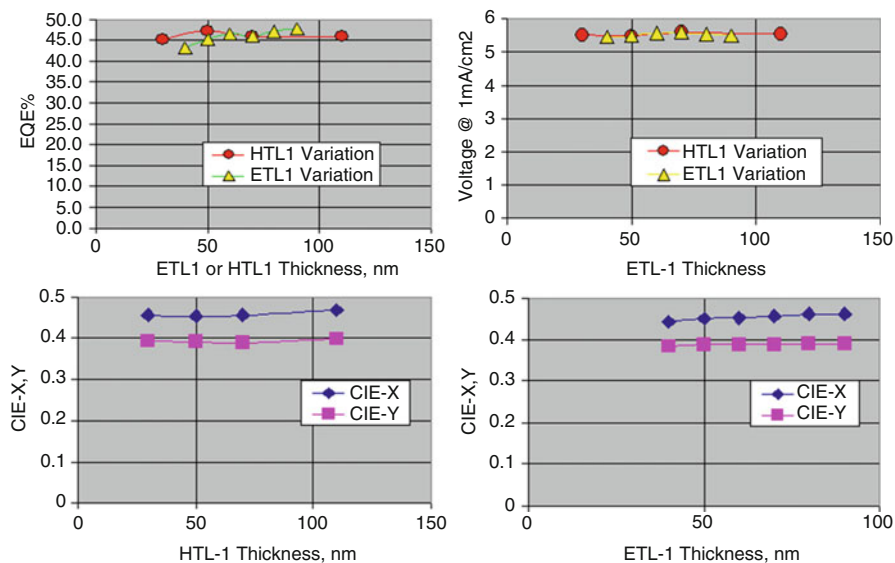 50.0
45.0
40.0
35.0
30.0
25.0
20.0
15.0
10.0
5.0
0.0
EQE%
HTL1 Variation
ETL1 Variation
0 50 100 150
ETL1 or HTL1 Thickness, nm
6
5
4
3
2
1
0
Voltage @ 1mA/cm2
HTL1 Variation
ETL1 Variation
0 50 100 150
ETL-1 Thickness
0.5
0.4
0.3
0.2
0.1
0
CIE-X,Y
CIE-X
CIE-Y
0 50 100 150
HTL-1 Thickness, nm
0.5
0.4
0.3
0.2
0.1
0
CIE-X,Y
CIE-X
CIE-Y
0 50 100
ETL-1 Thickness, nm